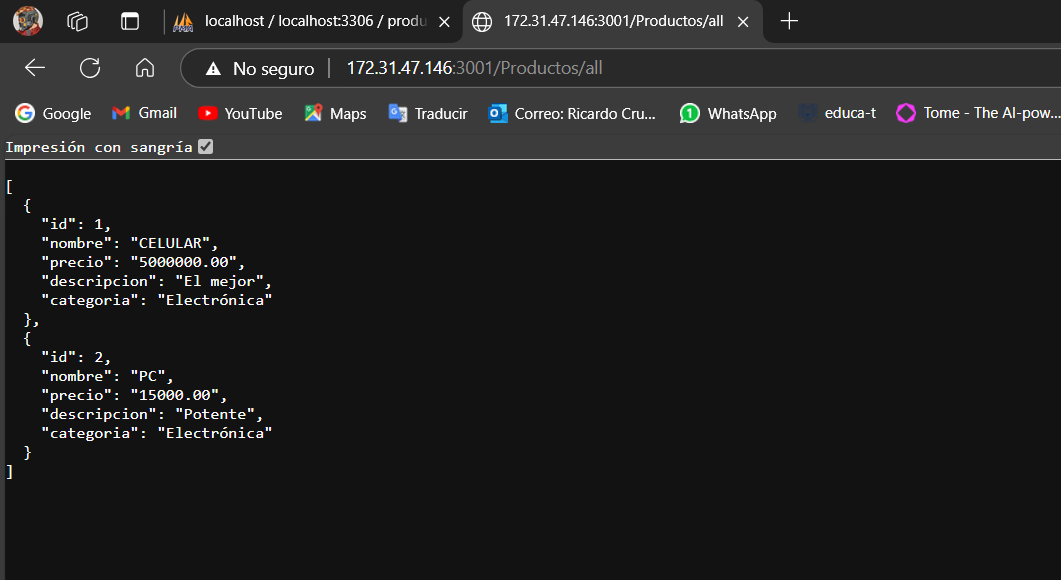 localhost / localhost:3306 / produ
172.31.47.146:3001/Productos/all
No seguro
172.31.47.146:3001/Productos/all
Google
Gmail
YouTube
Maps
Traducir
Correo: Ricardo Cru...
WhatsApp
educa-t
Tome - The AI-pow...
Impresión con sangría
[
{
"id": 1,
"nombre": "CELULAR",
"precio": "5000000.00",
"descripcion": "El mejor",
"categoria": "Electrónica"
},
{
"id": 2,
"nombre": "PC",
"precio": "15000.00",
"descripcion": "Potente",
"categoria": "Electrónica"
}
]